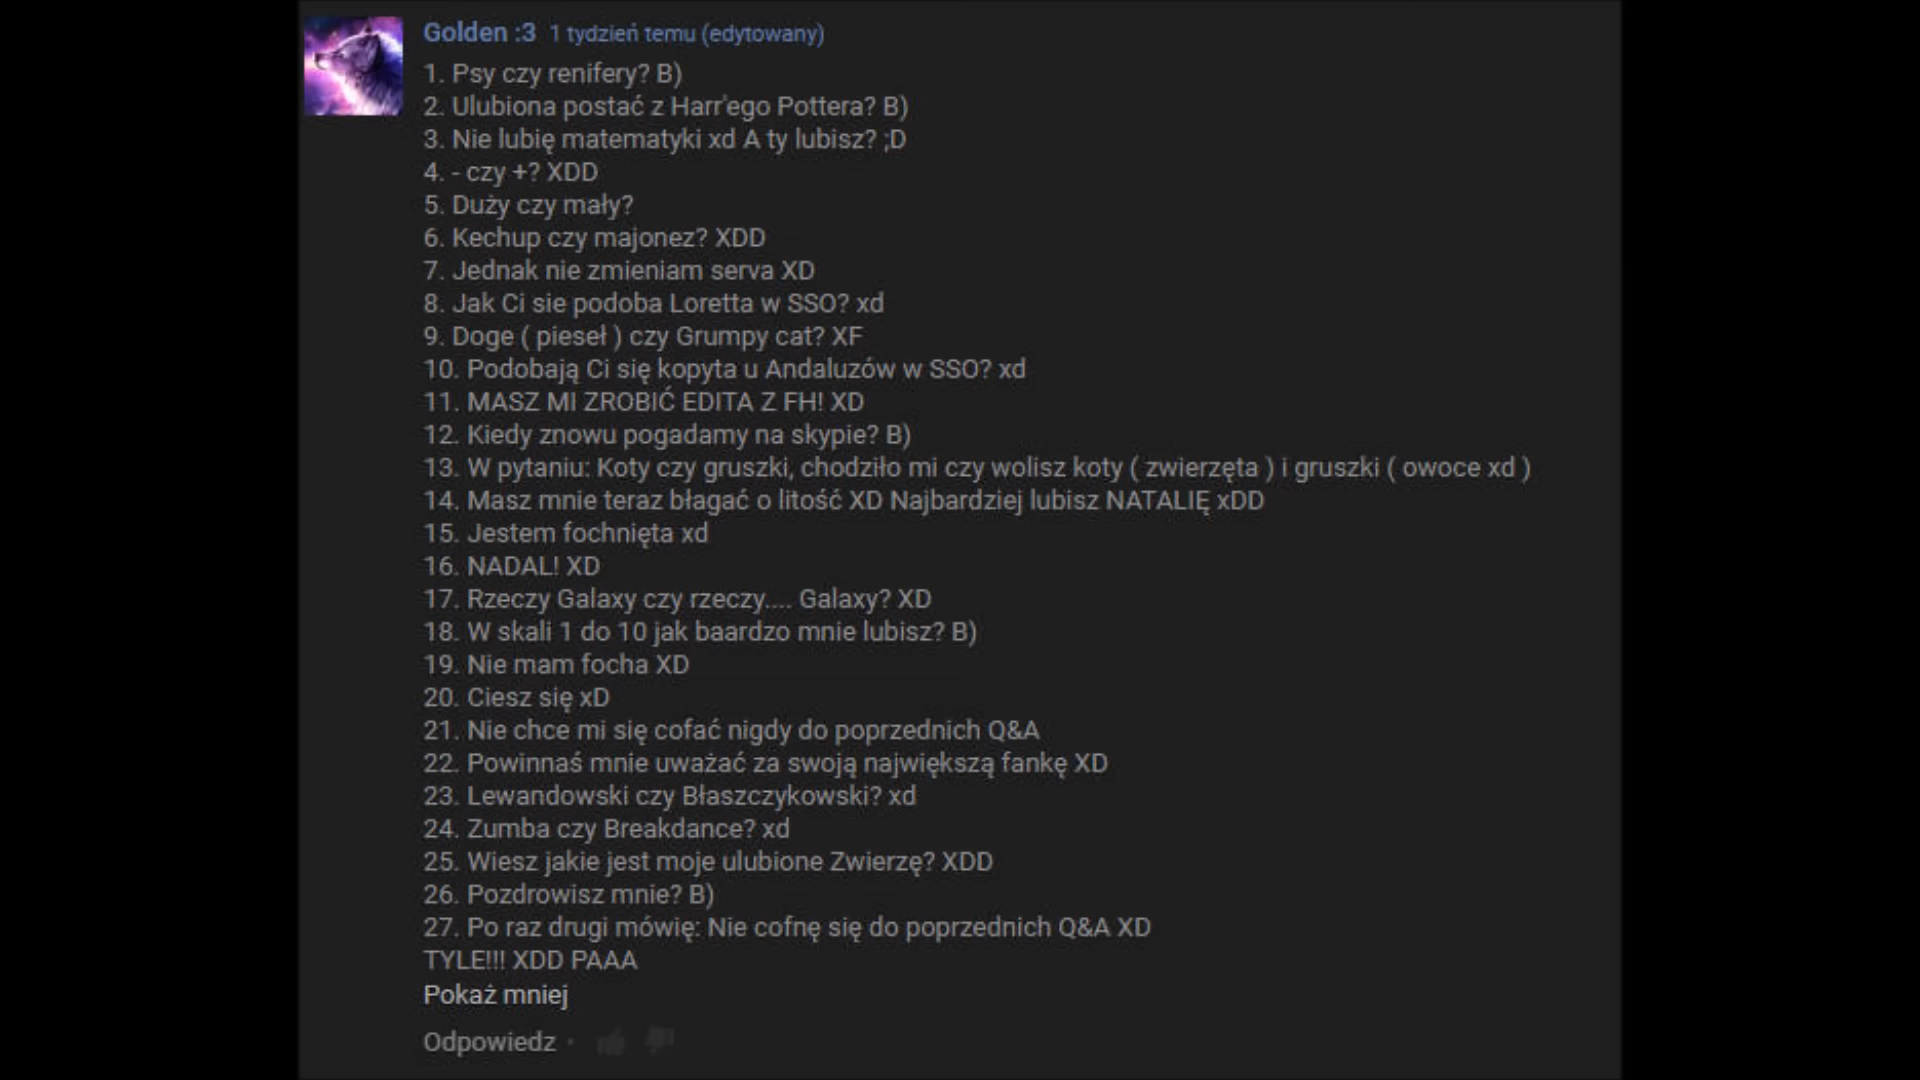 Golden :3 1 tydzień temu (edytowany)
1. Psy czy renifery? B)
2. Ulubiona postać z Harr'ego Pottera? B)
3. Nie lubię matematyki xd A ty lubisz? ;D
4. - czy +? XDD
5. Duży czy mały?
6. Kechup czy majonez? XDD
7. Jednak nie zmieniam serva XD
8. Jak Ci sie podoba Loretta w SSO? xd
9. Doge ( pieseł ) czy Grumpy cat? XF
10. Podobają Ci się kopyta u Andaluzów w SSO? xd
11. MASZ MI ZROBIĆ EDITA Z FH! XD
12. Kiedy znowu pogadamy na skypie? B)
13. W pytaniu: Koty czy gruszki, chodziło mi czy wolisz koty ( zwierzęta ) i gruszki ( owoce xd )
14. Masz mnie teraz błagać o litość XD Najbardziej lubisz NATALIĘ xDD
15. Jestem fochnięta xd
16. NADAL! XD
17. Rzeczy Galaxy czy rzeczy.... Galaxy? XD
18. W skali 1 do 10 jak baardzo mnie lubisz? B)
19. Nie mam focha XD
20. Ciesz się xD
21. Nie chce mi się cofać nigdy do poprzednich Q&A
22. Powinnaś mnie uważać za swoją największą fankę XD
23. Lewandowski czy Błaszczykowski? xd
24. Zumba czy Breakdance? xd
25. Wiesz jakie jest moje ulubione Zwierzę? XDD
26. Pozdrowisz mnie? B)
27. Po raz drugi mówię: Nie cofnę się do poprzednich Q&A XD
TYLE!!! XDD PAAA
Pokaż mniej
Odpowiedz ·